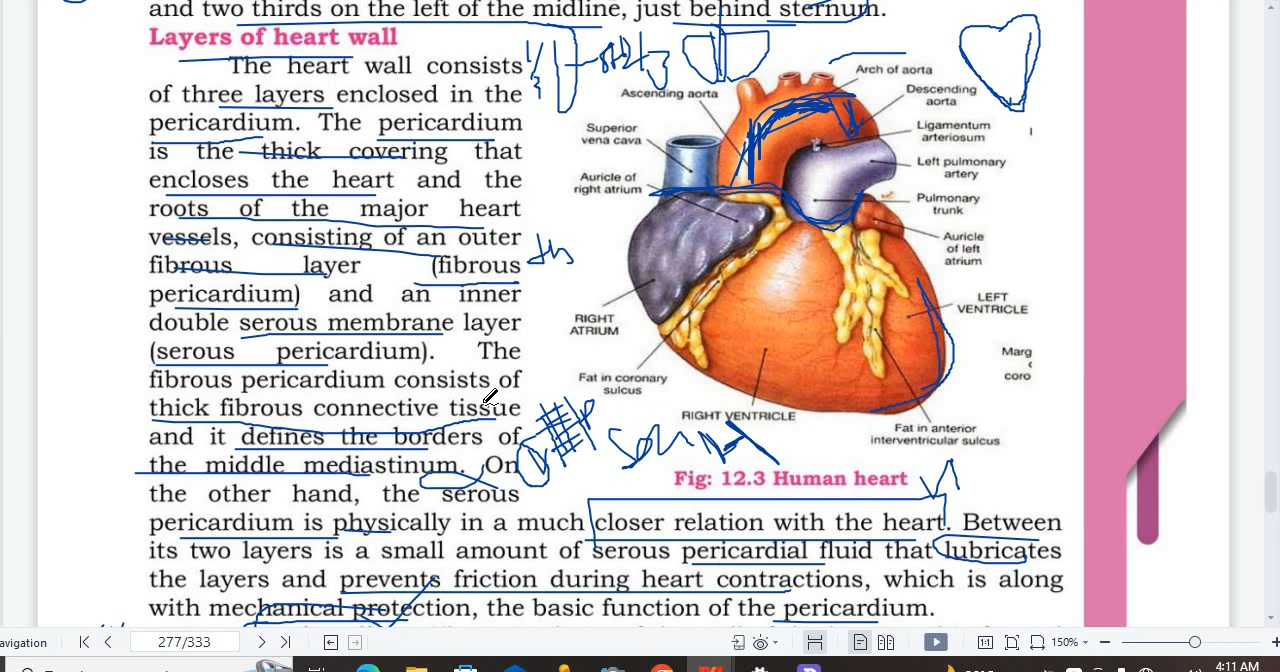 and two thirds on the left of the midline, just behind sternum.
Layers of heart wall
The heart wall consists
of three layers enclosed in the
pericardium. The pericardium
is the thick covering that
encloses the heart and the
roots of the major heart
vessels, consisting of an outer
fibrous layer (fibrous
pericardium) and an inner
double serous membrane layer
(serous pericardium). The
fibrous pericardium consists of
thick fibrous connective tissue
and it defines the borders of
the middle mediastinum. On
the other hand, the serous
pericardium is physically in a much closer relation with the heart. Between
its two layers is a small amount of serous pericardial fluid that lubricates
the layers and prevents friction during heart contractions, which is along
with mechanical protection, the basic function of the pericardium.
Arch of aorta
Ascending aorta
Descending
aorta
Superior
vena cava
Ligamentum
arteriosum
Left pulmonary
artery
Auricle of
right atrium
Pulmonary
trunk
Auricle
of left
atrium
LEFT
VENTRICLE
RIGHT
ATRIUM
Marg
coro
Fat in coronary
sulcus
RIGHT VENTRICLE
Fat in anterior
interventricular sulcus
Fig: 12.3 Human heart
avigation
277/333
150%
4:11 AM